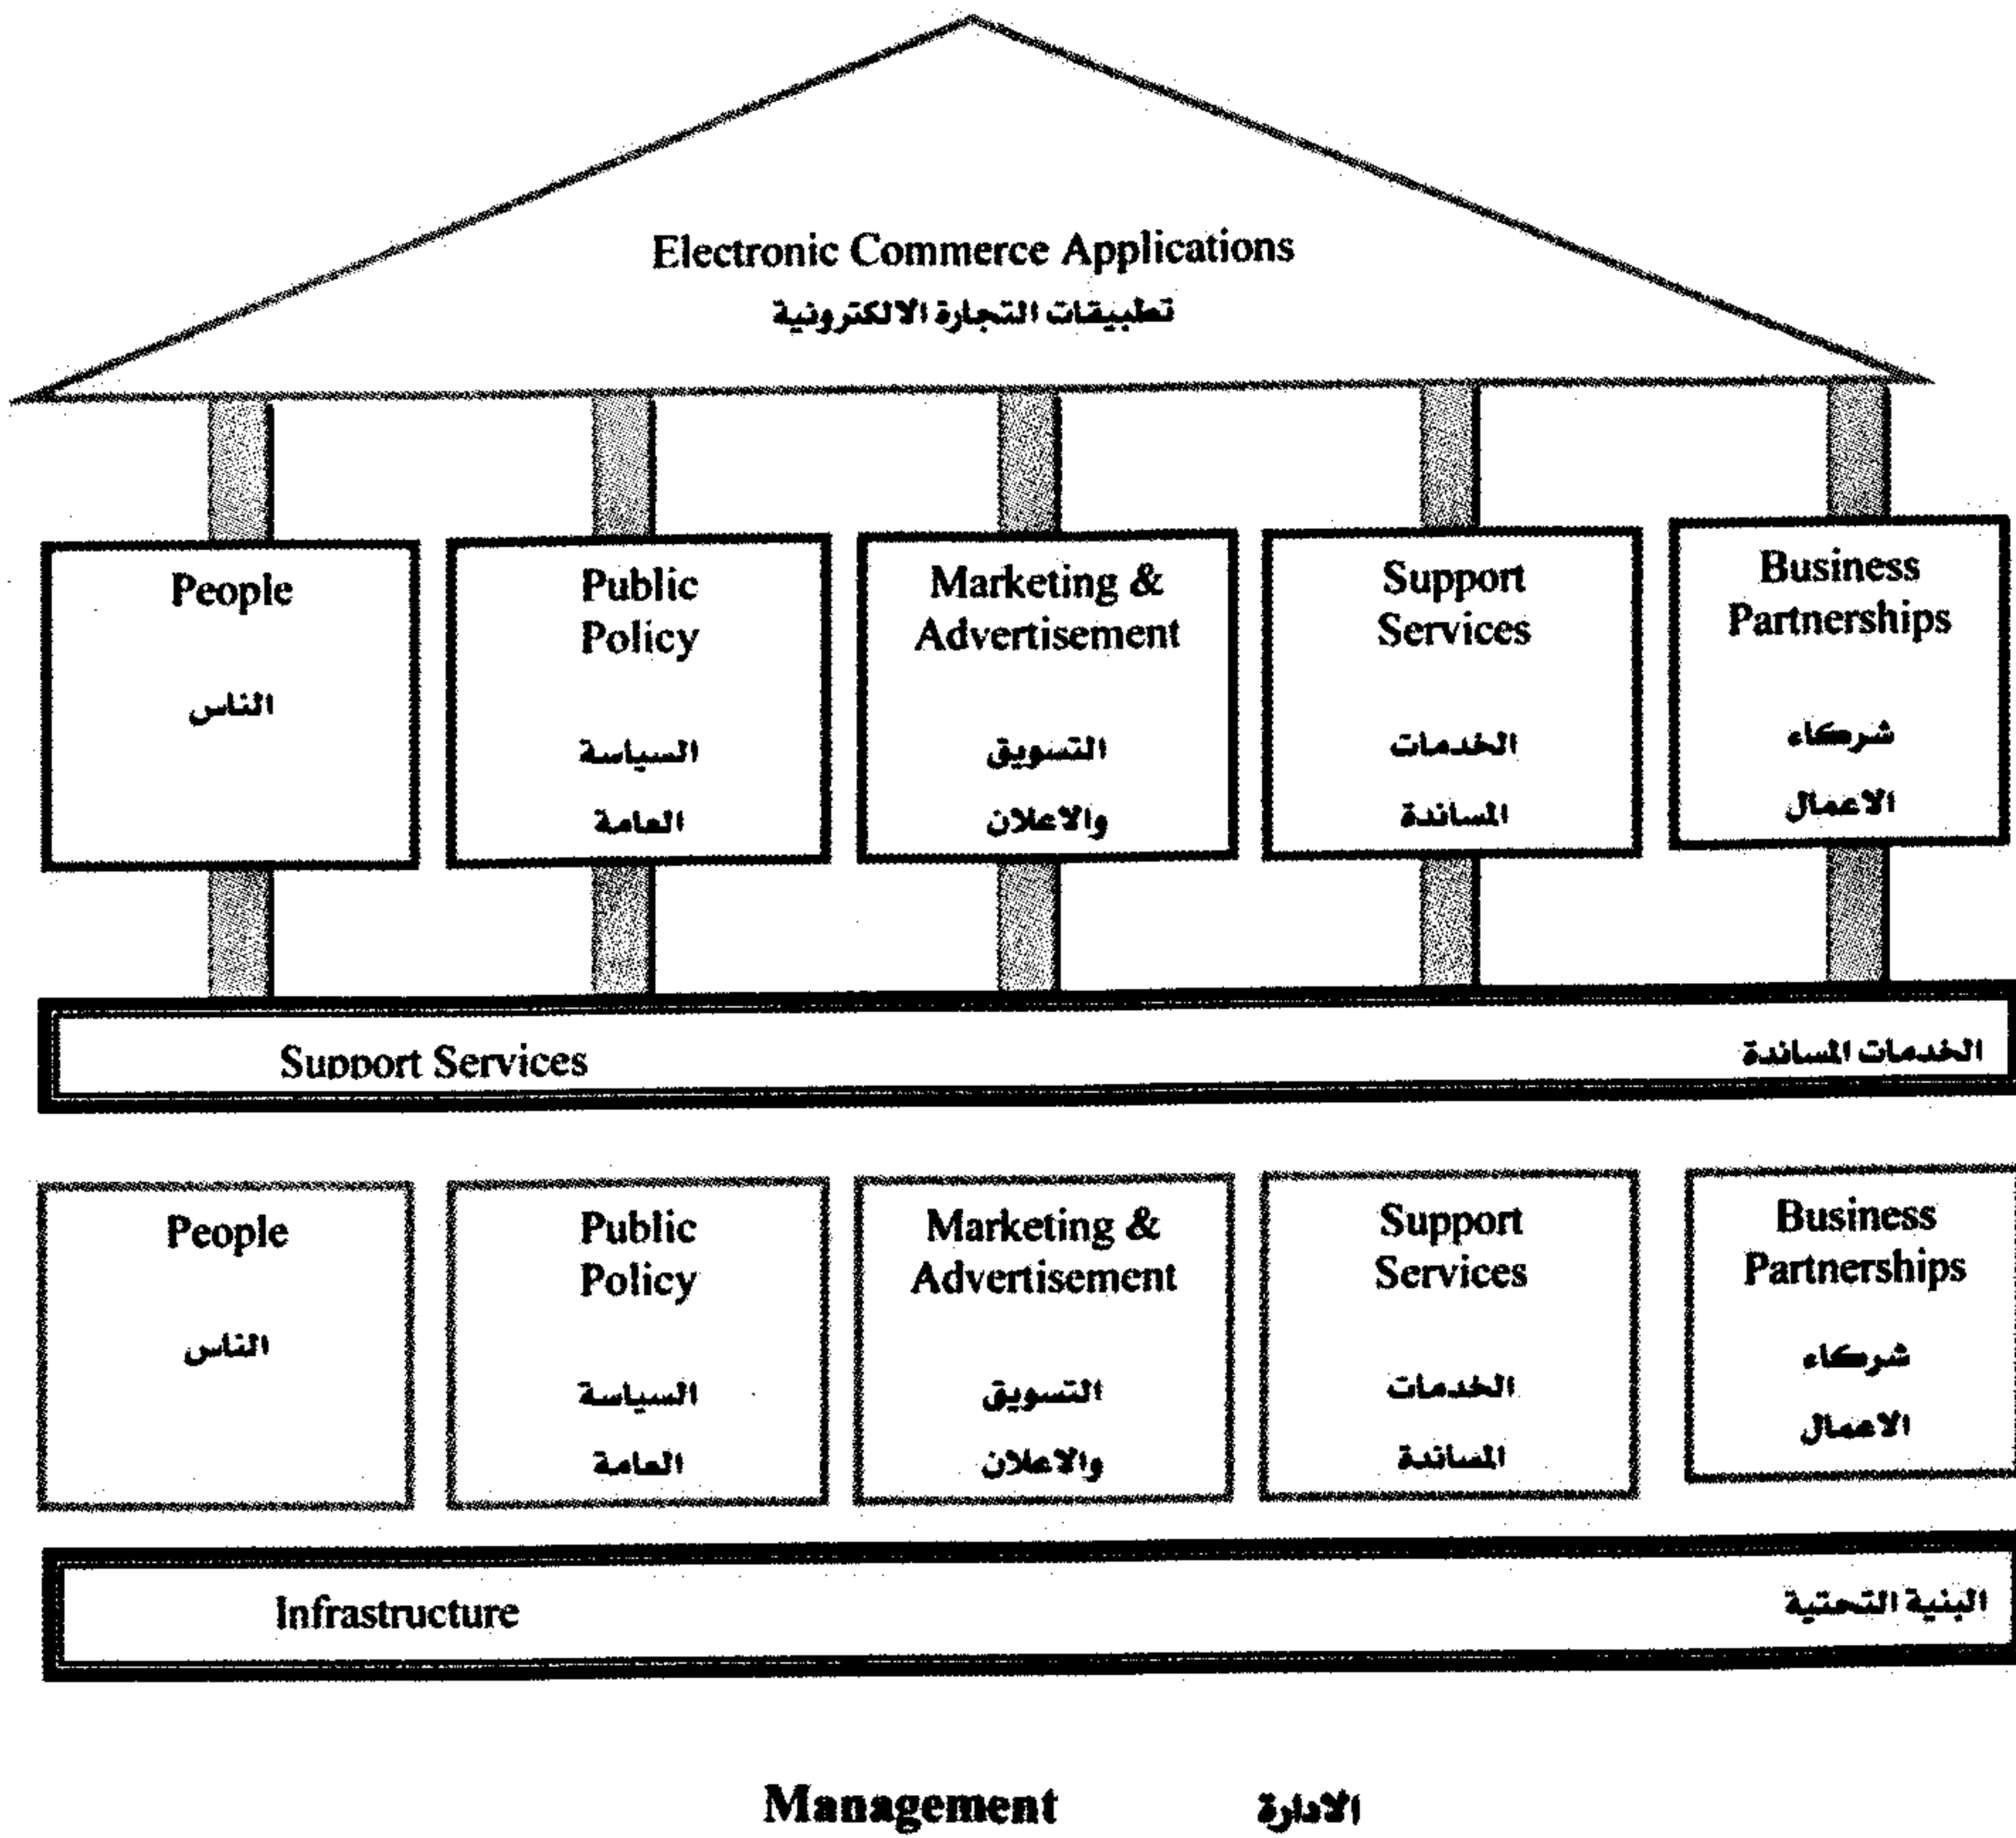 Electronic Commerce Applications
تطبيقات التجارة الالكترونية
People
الناس
Public
Policy
السياسة
العامة
Marketing &
Advertisement
التسويق
والاعلان
Support
Services
الخدمات
المساندة
Business
Partnerships
شركاء
الاعمال
Support Services الخدمات المساندة
People
الناس
Public
Policy
السياسة
العامة
Marketing &
Advertisement
التسويق
والاعلان
Support
Services
الخدمات
المساندة
Business
Partnerships
شركاء
الاعمال
Infrastructure البنية التحتية
Management الادارة